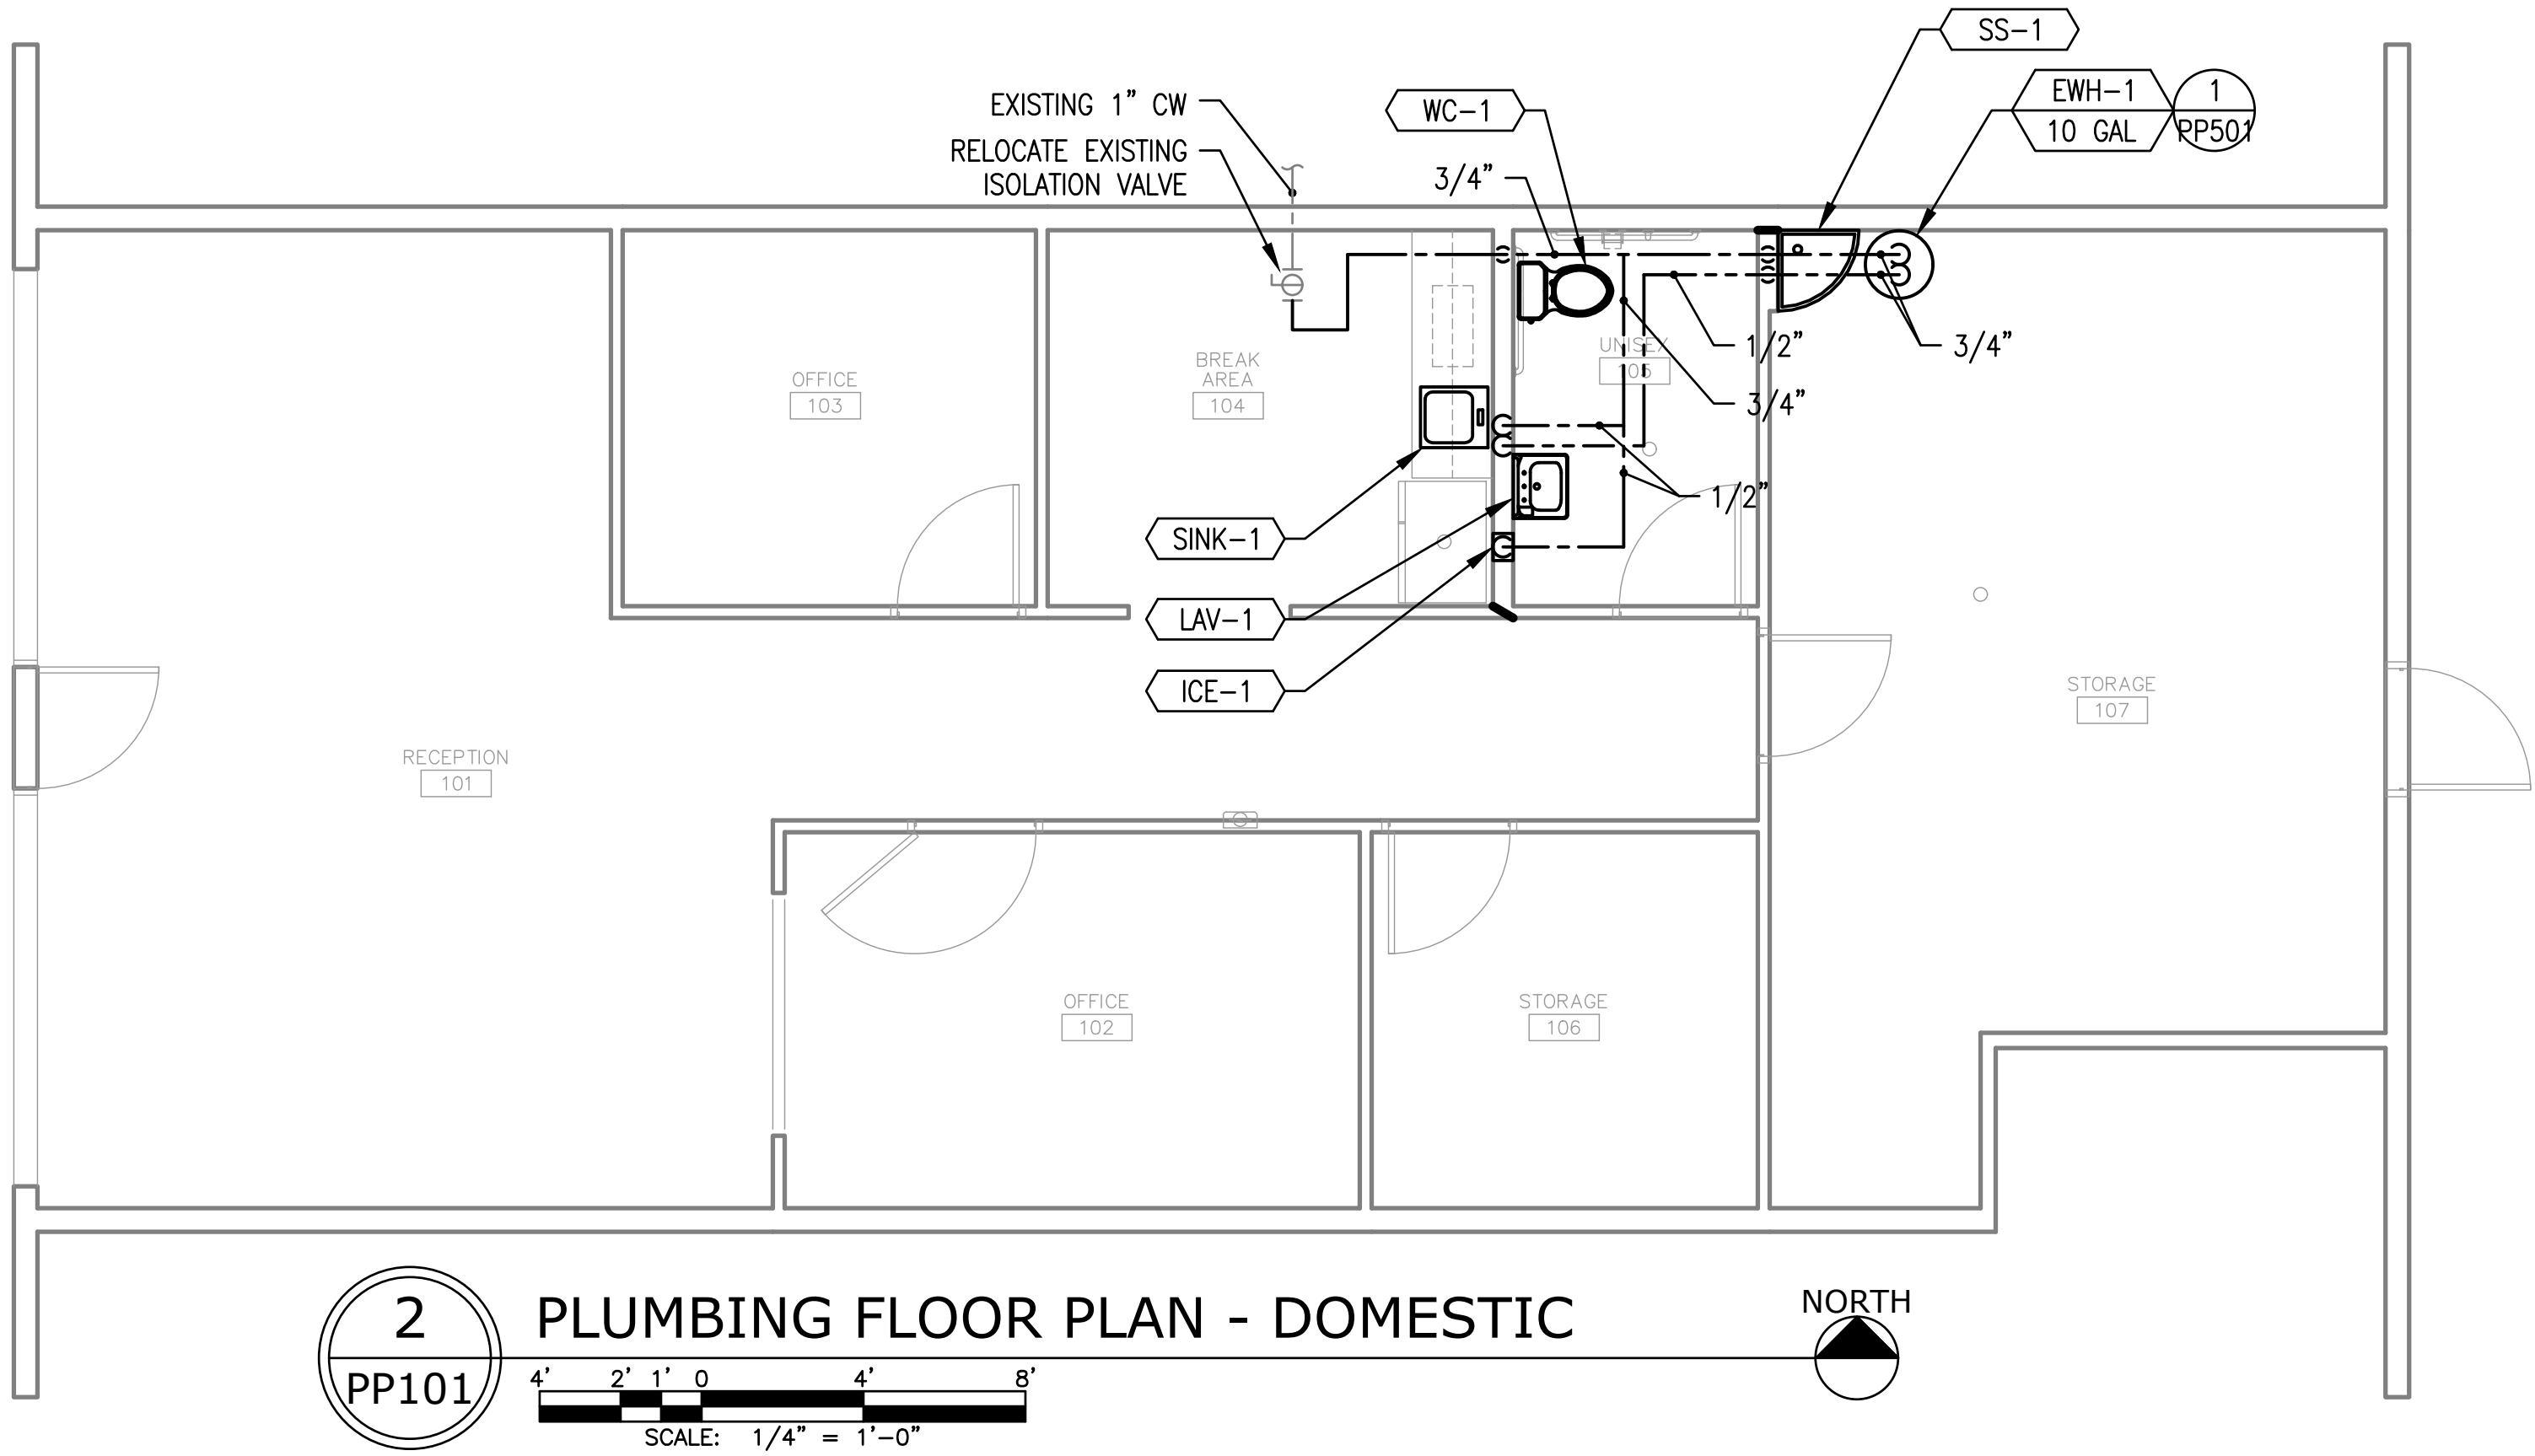 SS-1
EWH-1
10 GAL
1
PP501
EXISTING 1" CW
WC-1
RELOCATE EXISTING
ISOLATION VALVE
3/4"
UNISEX
105
1/2"
3/4"
3/4"
BREAK
AREA
104
OFFICE
103
1/2"
SINK-1
LAV-1
ICE-1
STORAGE
107
RECEPTION
101
OFFICE
102
STORAGE
106
2
PP101
PLUMBING FLOOR PLAN - DOMESTIC
NORTH
4' 2' 1' 0 4' 8'
SCALE: 1/4" = 1'-0"